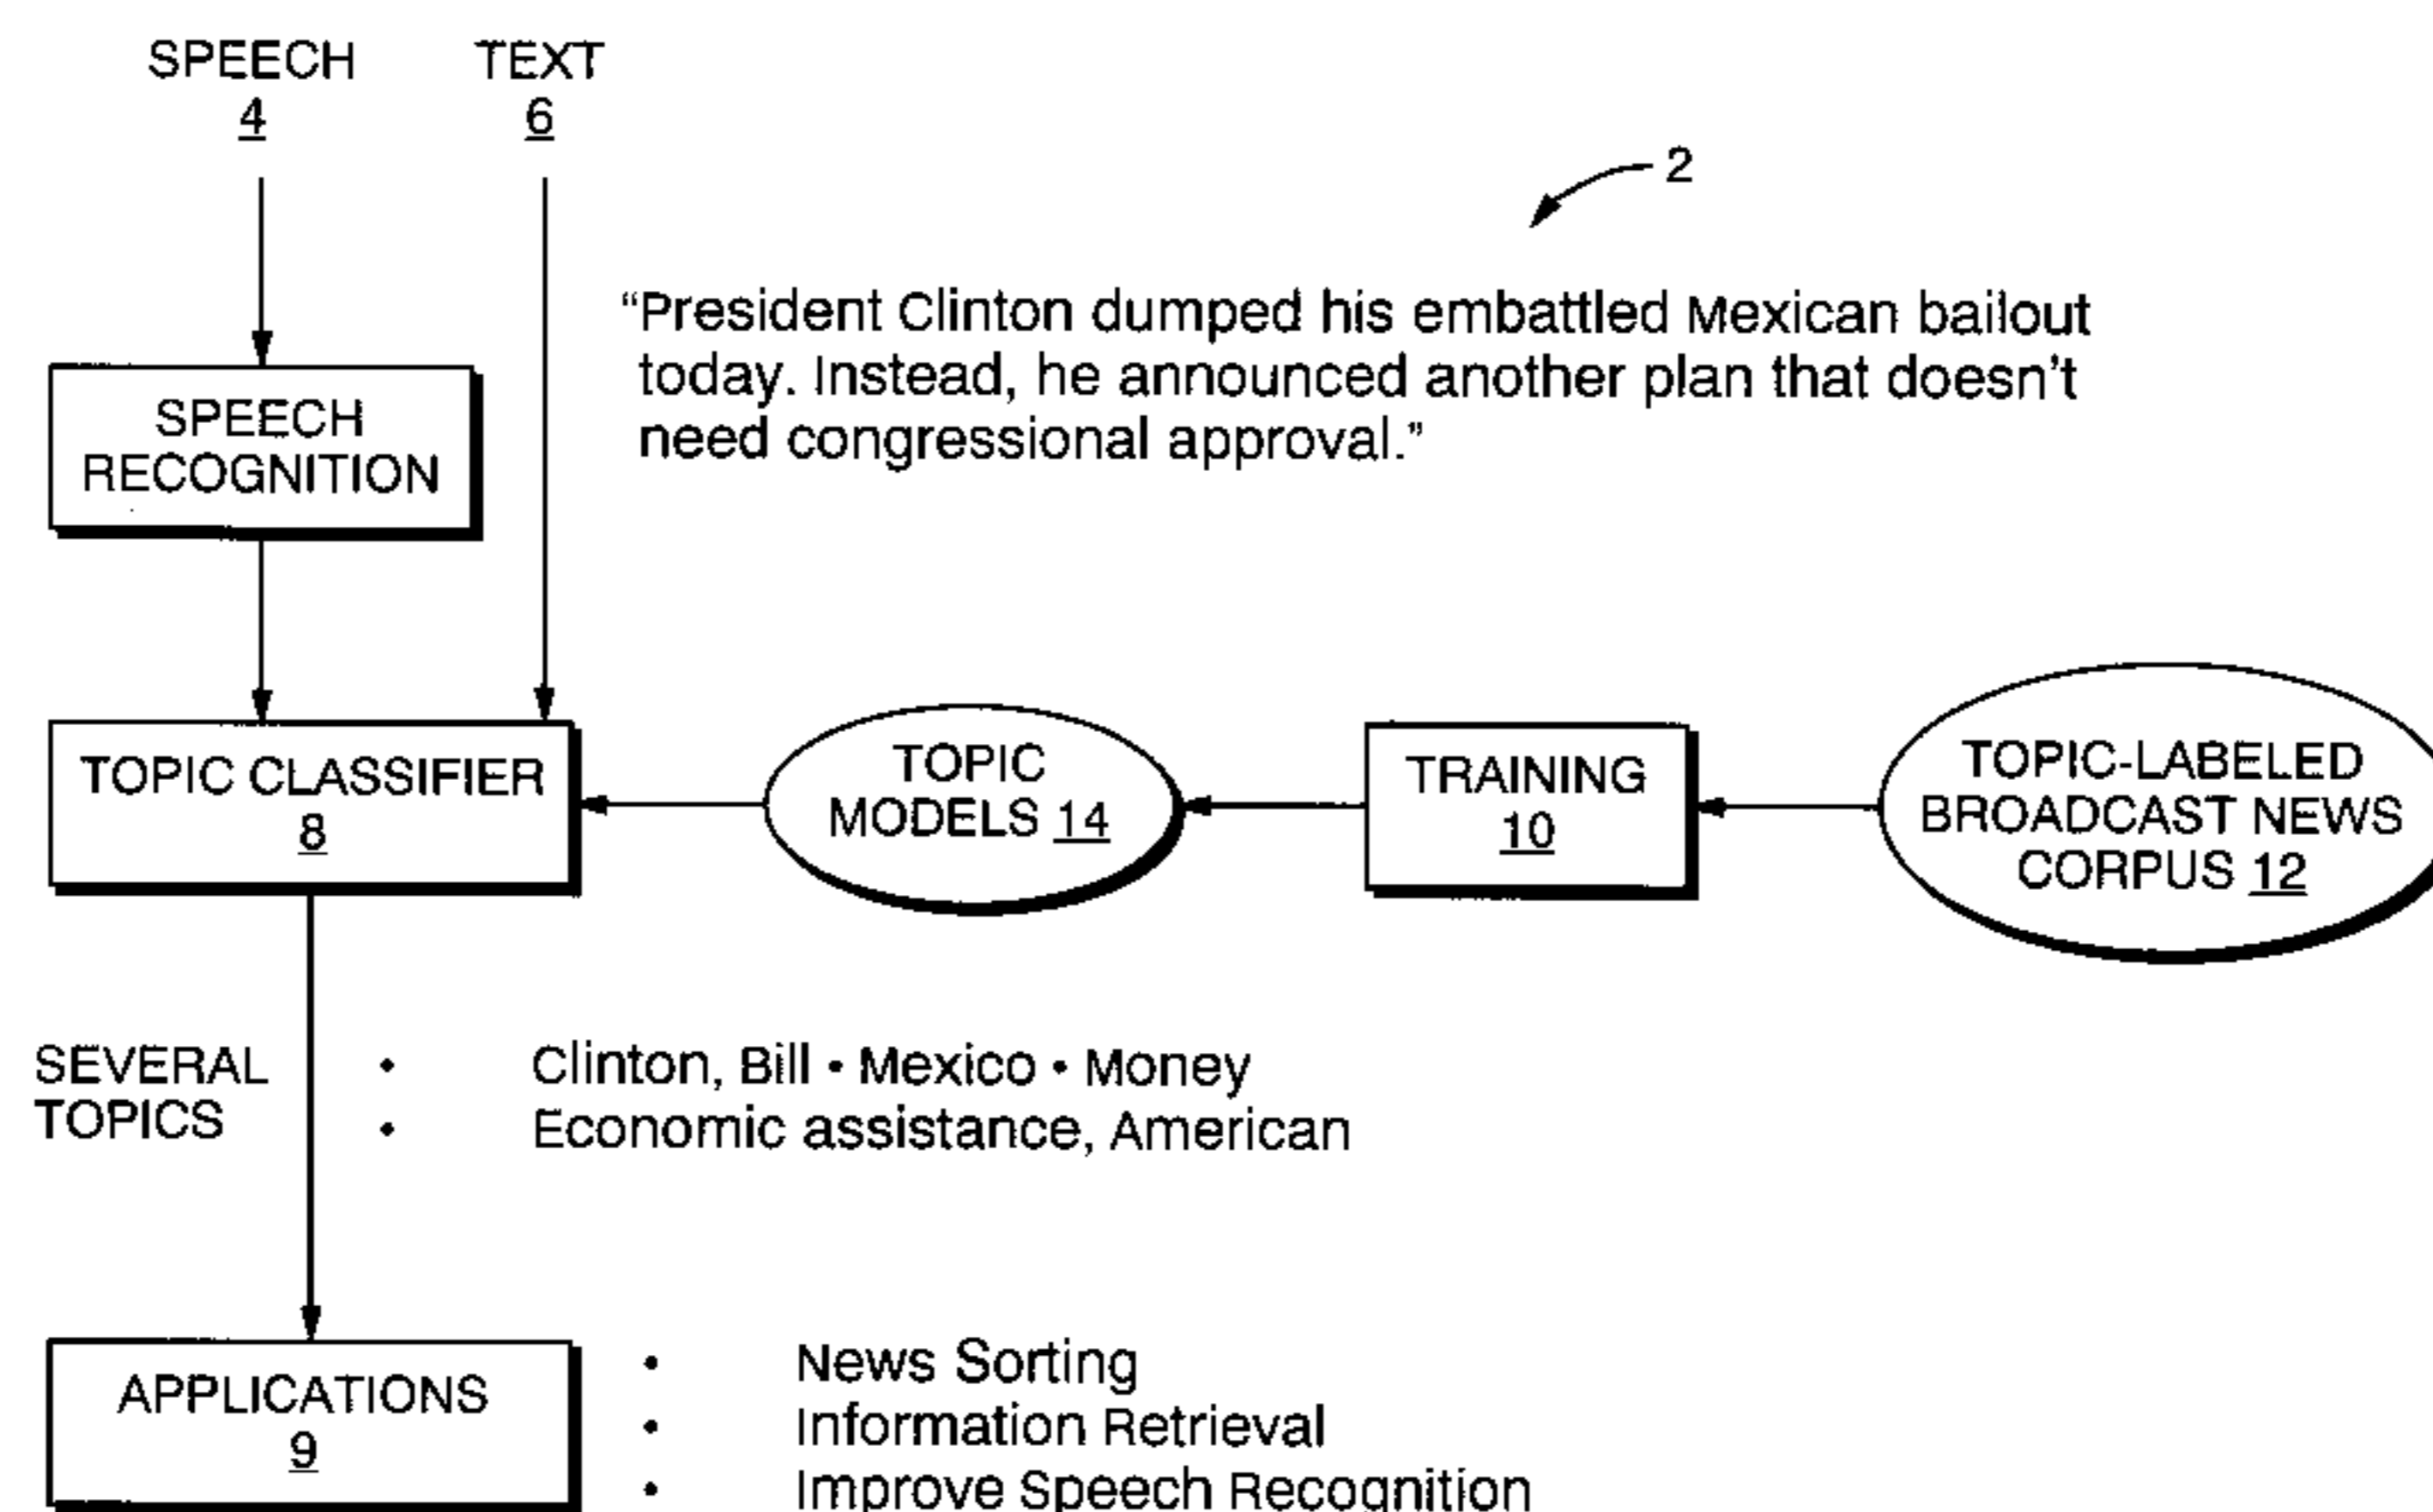 SPEECH
4
TEXT
6
2
“President Clinton dumped his embattled Mexican bailout
today. Instead, he announced another plan that doesn’t
need congressional approval.”
SPEECH
RECOGNITION
TOPIC CLASSIFIER
8
TOPIC
MODELS 14
TRAINING
10
TOPIC-LABELED
BROADCAST NEWS
CORPUS 12
SEVERAL
TOPICS
• Clinton, Bill • Mexico • Money
• Economic assistance, American
APPLICATIONS
9
• News Sorting
• Information Retrieval
• Improve Speech Recognition